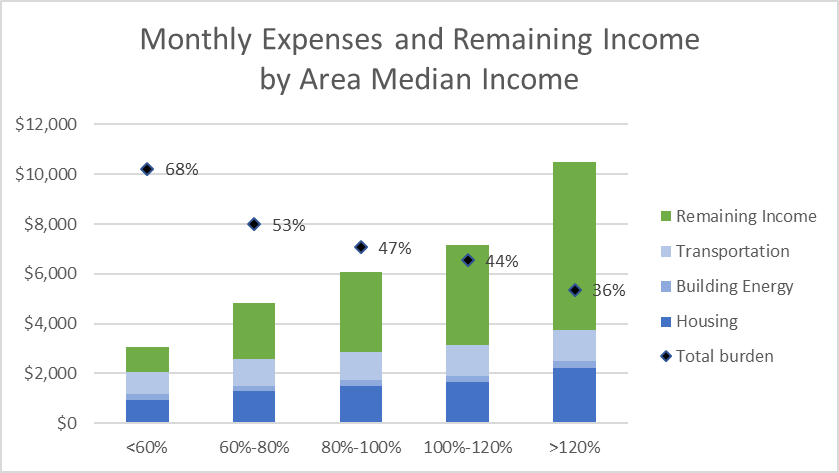 Monthly Expenses and Remaining Income
by Area Median Income
$12,000
$10,000
$8,000
$6,000
$4,000
$2,000
$0
68%
53%
47%
44%
36%
<60%
60%-80%
80%-100%
100%-120%
>120%
Remaining Income
Transportation
Building Energy
Housing
Total burden